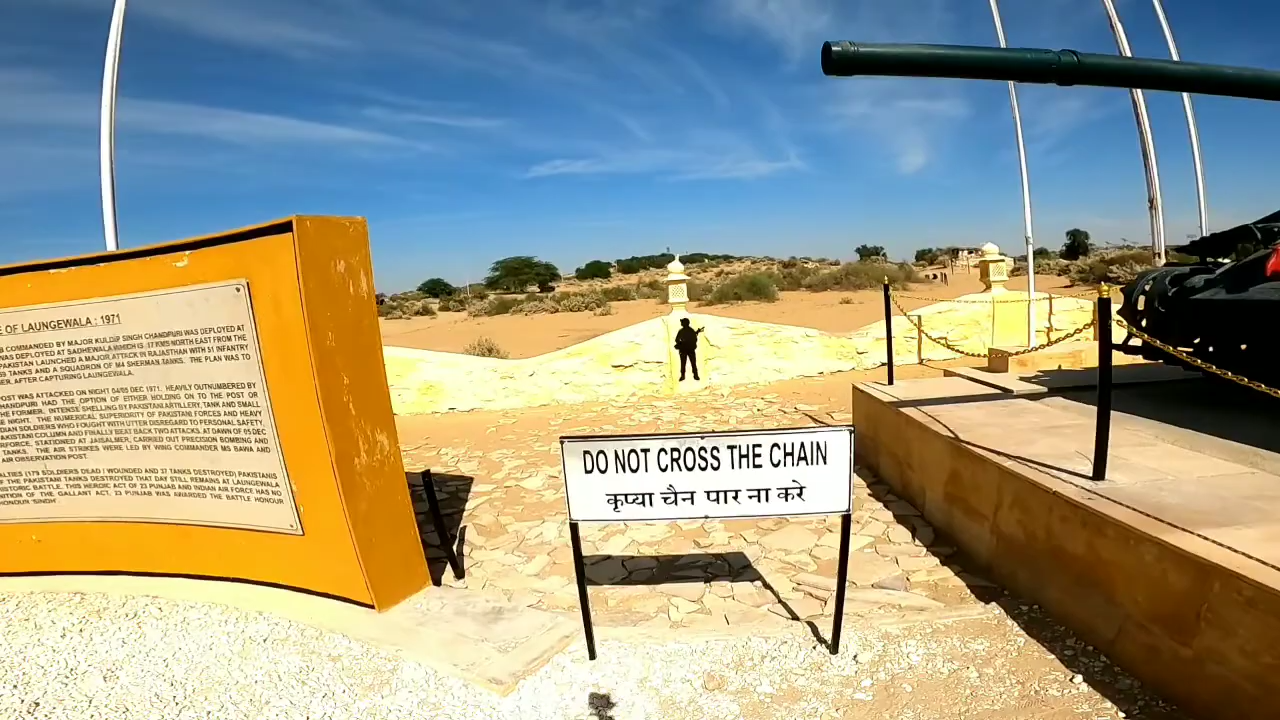 E OF LAUNGEWALA : 1971
COMMANDED BY MAJOR KULDIP SINGH CHANDPURI WAS DEPLOYED AT
WAS DEPLOYED AT SADHEWALA WHICH IS 17 KMS NORTH EAST FROM THE
PAKISTAN LAUNCHED A MAJOR ATTACK IN RAJASTHAN WITH 51 INFANTRY
59 TANKS AND A SQUADRON OF M4 SHERMAN TANKS. THE PLAN WAS TO
ER. AFTER CAPTURING LAUNGEWALA.
POST WAS ATTACKED ON NIGHT 04/05 DEC 1971. HEAVILY OUTNUMBERED BY
HANDPURI HAD THE OPTION OF EITHER HOLDING ON TO THE POST OR
THE FORMER. INTENSE SHELLING BY PAKISTANI ARTILLERY, TANK AND SMALL
E NIGHT. THE NUMERICAL SUPERIORITY OF PAKISTANI FORCES AND HEAVY
DIAN SOLDIERS WHO FOUGHT WITH UTTER DISREGARD TO PERSONAL SAFETY.
PAKISTANI COLUMN AND FINALLY BEAT BACK TWO ATTACKS. AT DAWN OF 05 DEC
RFORCE, STATIONED AT JAISALMER, CARRIED OUT PRECISION BOMBING AND
TANKS. THE AIR STRIKES WERE LED BY WING COMMANDER MS BAWA AND
AIR OBSERVATION POST.
ALTIES (179 SOLDIERS DEAD / WOUNDED AND 37 TANKS DESTROYED) PAKISTANIS
F THE PAKISTANI TANKS DESTROYED THAT DAY STILL REMAINS AT LAUNGEWALA
HISTORIC BATTLE. THIS HEROIC ACT OF 23 PUNJAB AND INDIAN AIR FORCE HAS NO
NITION OF THE GALLANT ACT, 23 PUNJAB WAS AWARDED THE BATTLE HONOUR
HONOUR 'SINDH'
DO NOT CROSS THE CHAIN
कृप्या चैन पार ना करे